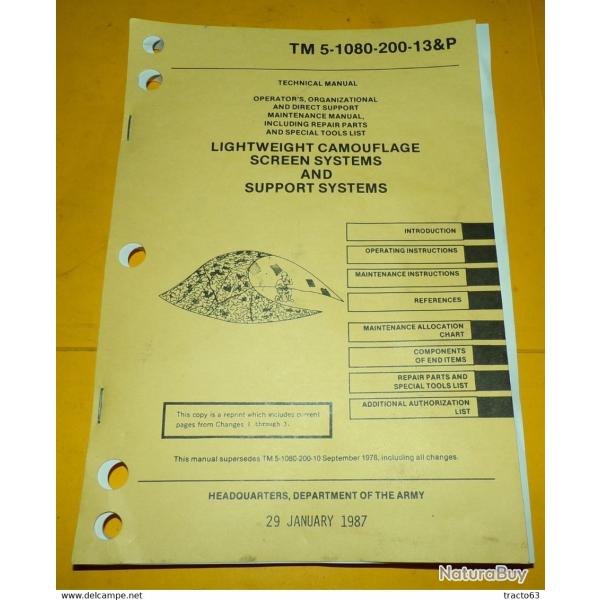 TM 5-1080-200-13&P
TECHNICAL MANUAL
OPERATOR'S, ORGANIZATIONAL
AND DIRECT SUPPORT
MAINTENANCE MANUAL,
INCLUDING REPAIR PARTS
AND SPECIAL TOOLS LIST
LIGHTWEIGHT CAMOUFLAGE
SCREEN SYSTEMS
AND
SUPPORT SYSTEMS
INTRODUCTION
OPERATING INSTRUCTIONS
MAINTENANCE INSTRUCTIONS
REFERENCES
MAINTENANCE ALLOCATION
CHART
COMPONENTS
OF END ITEMS
REPAIR PARTS AND
SPECIAL TOOLS LIST
ADDITIONAL AUTHORIZATION
LIST
This copy is a reprint which includes current
pages from Changes 1 through 3.
This manual supersedes TM 5-1080-200-10 September 1978, including all changes.
HEADQUARTERS, DEPARTMENT OF THE ARMY
29 JANUARY 1987
NaturaBuy
https://www.delcampe.net
tracto63